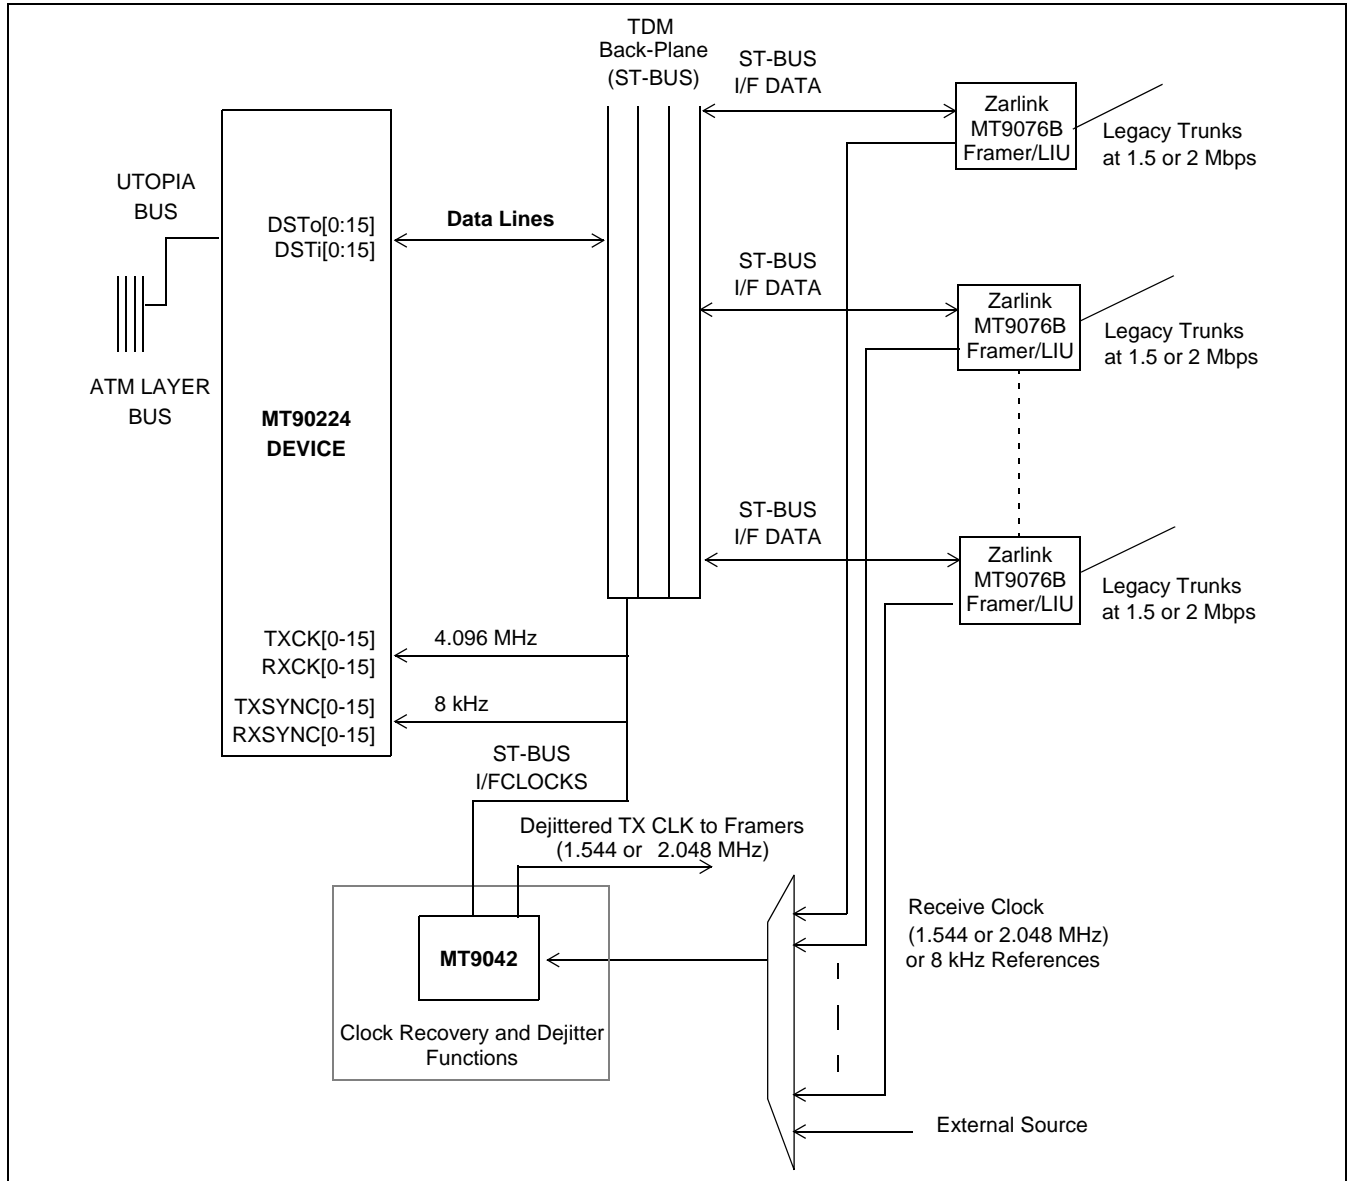 TDM
Back-Plane
(ST-BUS)
ST-BUS
I/F DATA
Zarlink
MT9076B
Framer/LIU
Legacy Trunks
at 1.5 or 2 Mbps
UTOPIA
BUS
DSTo[0:15]
DSTi[0:15]
Data Lines
ST-BUS
I/F DATA
Zarlink
MT9076B
Framer/LIU
Legacy Trunks
at 1.5 or 2 Mbps
ATM LAYER
BUS
MT90224
DEVICE
ST-BUS
I/F DATA
Zarlink
MT9076B
Framer/LIU
Legacy Trunks
at 1.5 or 2 Mbps
TXCK[0-15]
RXCK[0-15]
4.096 MHz
TXSYNC[0-15]
RXSYNC[0-15]
8 kHz
ST-BUS
I/FCLOCKS
Dejittered TX CLK to Framers
(1.544 or 2.048 MHz)
MT9042
Clock Recovery and Dejitter
Functions
Receive Clock
(1.544 or 2.048 MHz)
or 8 kHz References
External Source